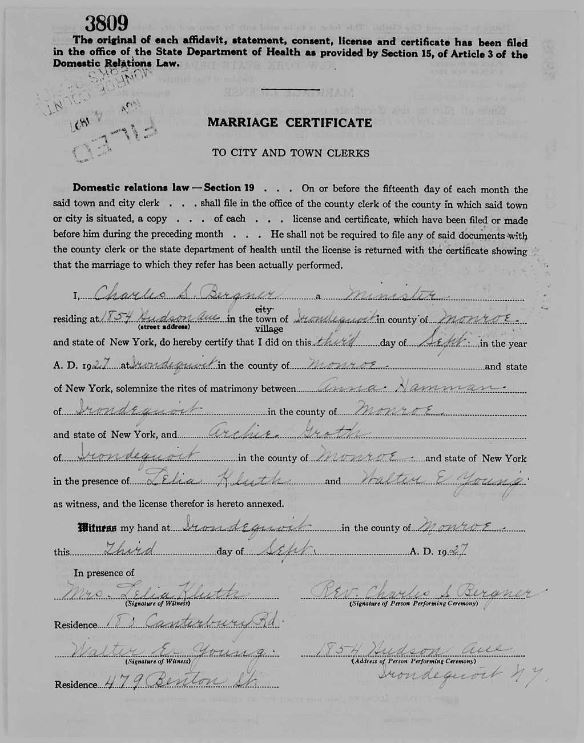 3809
The original of each affidavit, statement, consent, license and certificate has been filed
in the office of the State Department of Health as provided by Section 15, of Article 3 of the
Domestic Relations Law.
FILED
NOV 4 1927
MONROE COUNTY
MARRIAGE CERTIFICATE
TO CITY AND TOWN CLERKS
Domestic relations law—Section 19 . . . On or before the fifteenth day of each month the
said town and city clerk . . . shall file in the office of the county clerk of the county in which said town
or city is situated, a copy . . . of each . . . license and certificate, which have been filed or made
before him during the preceding month . . . He shall not be required to file any of said documents with
the county clerk or the state department of health until the license is returned with the certificate showing
that the marriage to which they refer has been actually performed.
I, Charles S Bergner a Minister
residing at 1854 Hudson Ave in the city town of village Irondequoit in county of Monroe
(street address)
and state of New York, do hereby certify that I did on this third day of Sept. in the year
A. D. 1927 at Irondequoit in the county of Monroe and state
of New York, solemnize the rites of matrimony between Anna Hamman
of Irondequoit in the county of Monroe
and state of New York, and Archie Groth
of Irondequoit in the county of Monroe and state of New York
in the presence of Lelia Kluth and Walter E Young
as witness, and the license therefor is hereto annexed.
Witness my hand at Irondequoit in the county of Monroe
this Third day of Sept. A. D. 1927
In presence of
Mrs. Lelia Kluth Rev. Charles S Bergner
(Signature of Witness) (Signature of Person Performing Ceremony)
Residence Canterbury Rd.
Walter E. Young 1854 Hudson Ave
(Signature of Witness) (Address of Person Performing Ceremony)
Irondequoit N.Y.
Residence 479 Benton St.